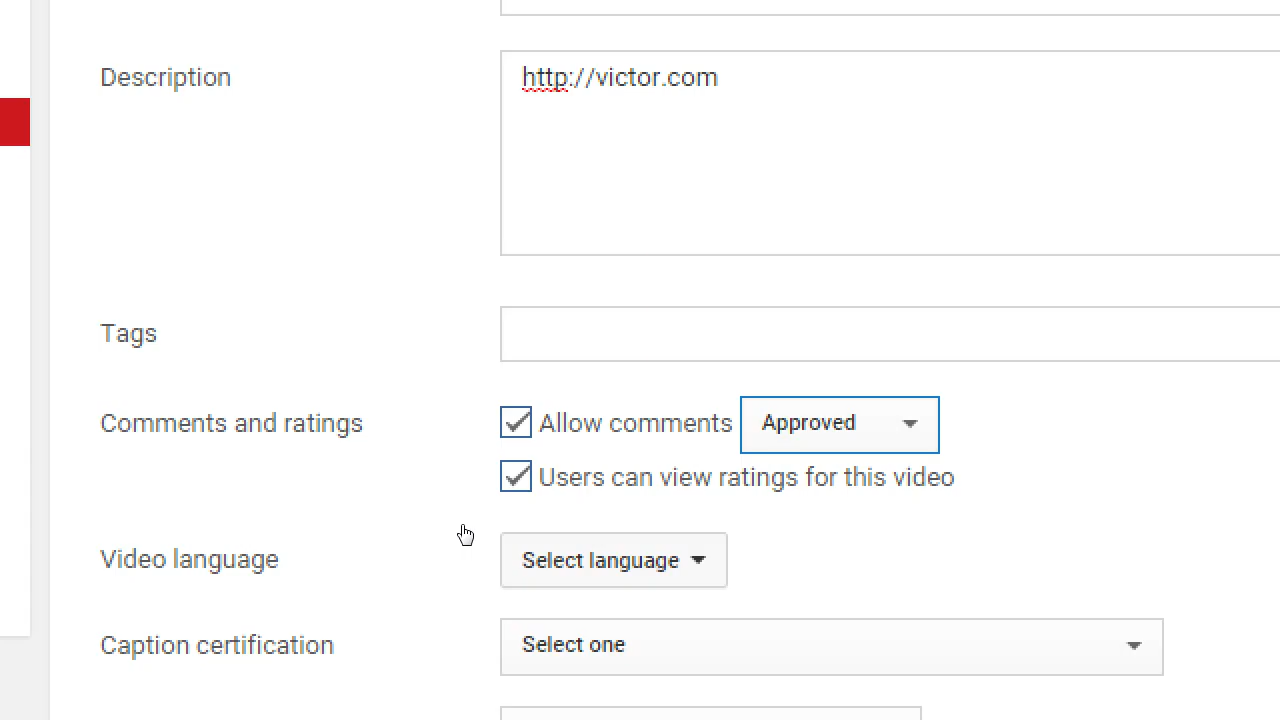 Description
http://victor.com
Tags
Comments and ratings
Allow comments
Approved
Users can view ratings for this video
Video language
Select language
Caption certification
Select one